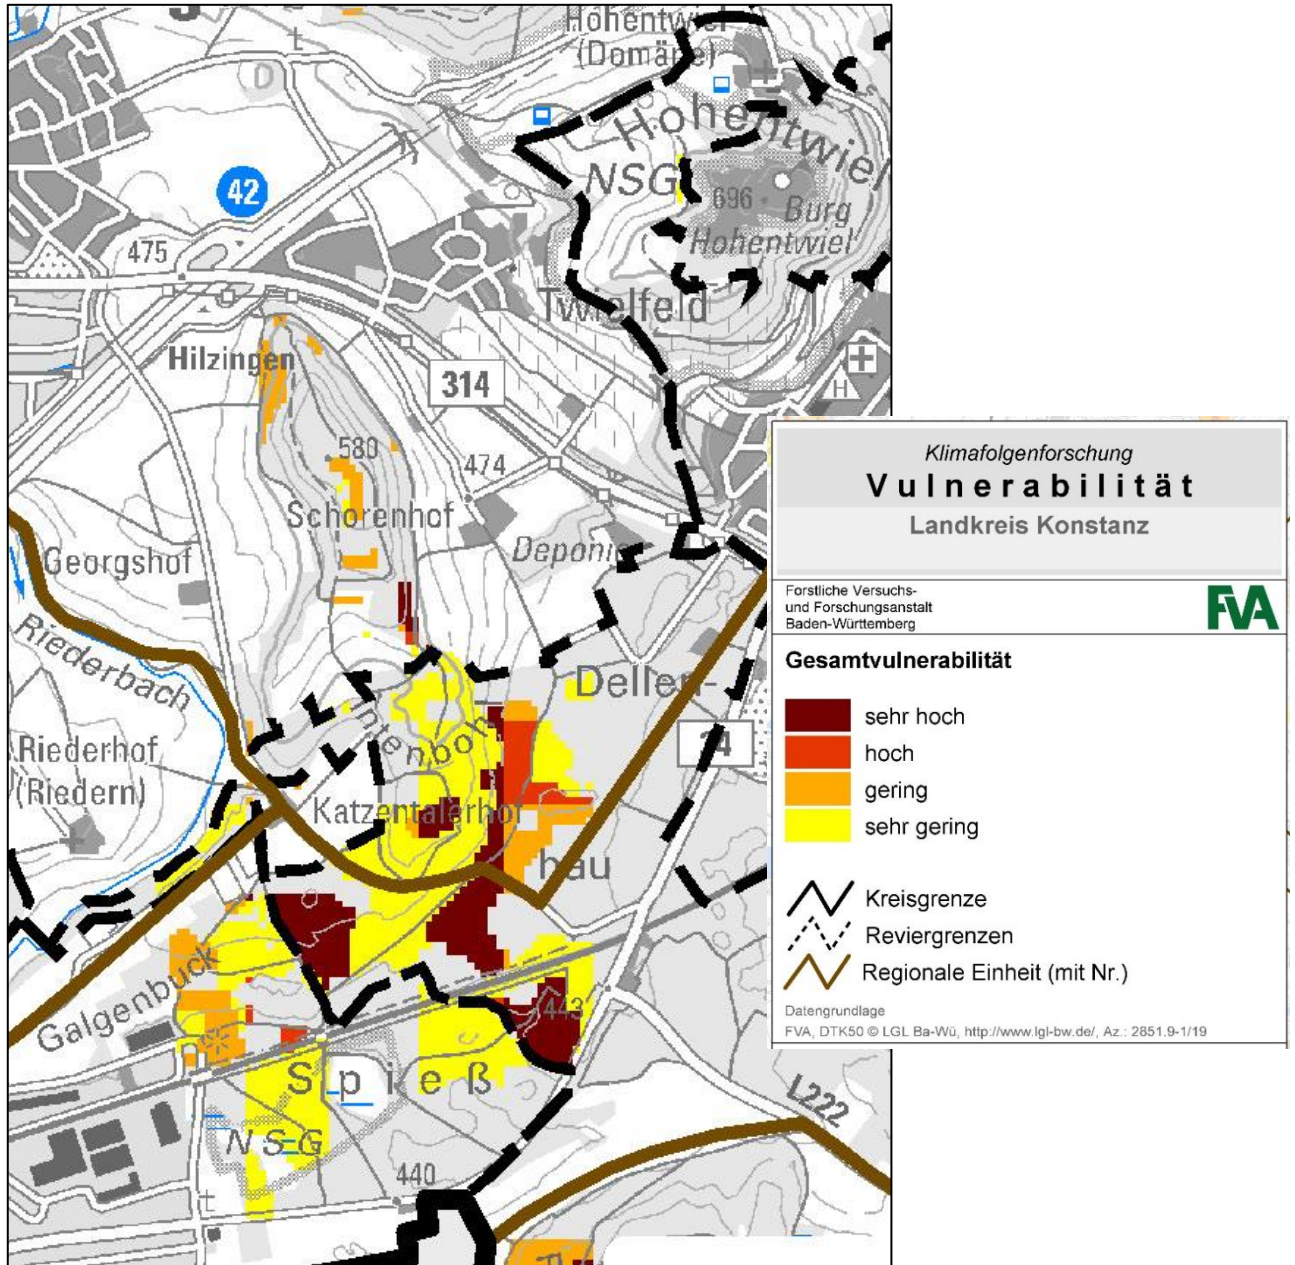 Hohentwiel
(Domäne)
Hohentwiel
42
NSG
696
Burg
Hohentwiel
475
Twielfeld
Hilzingen
314
H
580
474
Schorenhof
Deponie
Georgshof
Riederbach
Dellen-
Riederhof
(Riedern)
34
Katzentalerhof
hau
Galgenbuck
443
Spieß
L222
NSG
440
Klimafolgenforschung
Vulnerabilität
Landkreis Konstanz
Forstliche Versuchs-
und Forschungsanstalt
Baden-Württemberg
FVA
Gesamtvulnerabilität
sehr hoch
hoch
gering
sehr gering
Kreisgrenze
Reviergrenzen
Regionale Einheit (mit Nr.)
Datengrundlage
FVA, DTK50 © LGL Ba-Wü, http://www.lgl-bw.de/, Az.: 2851.9-1/19